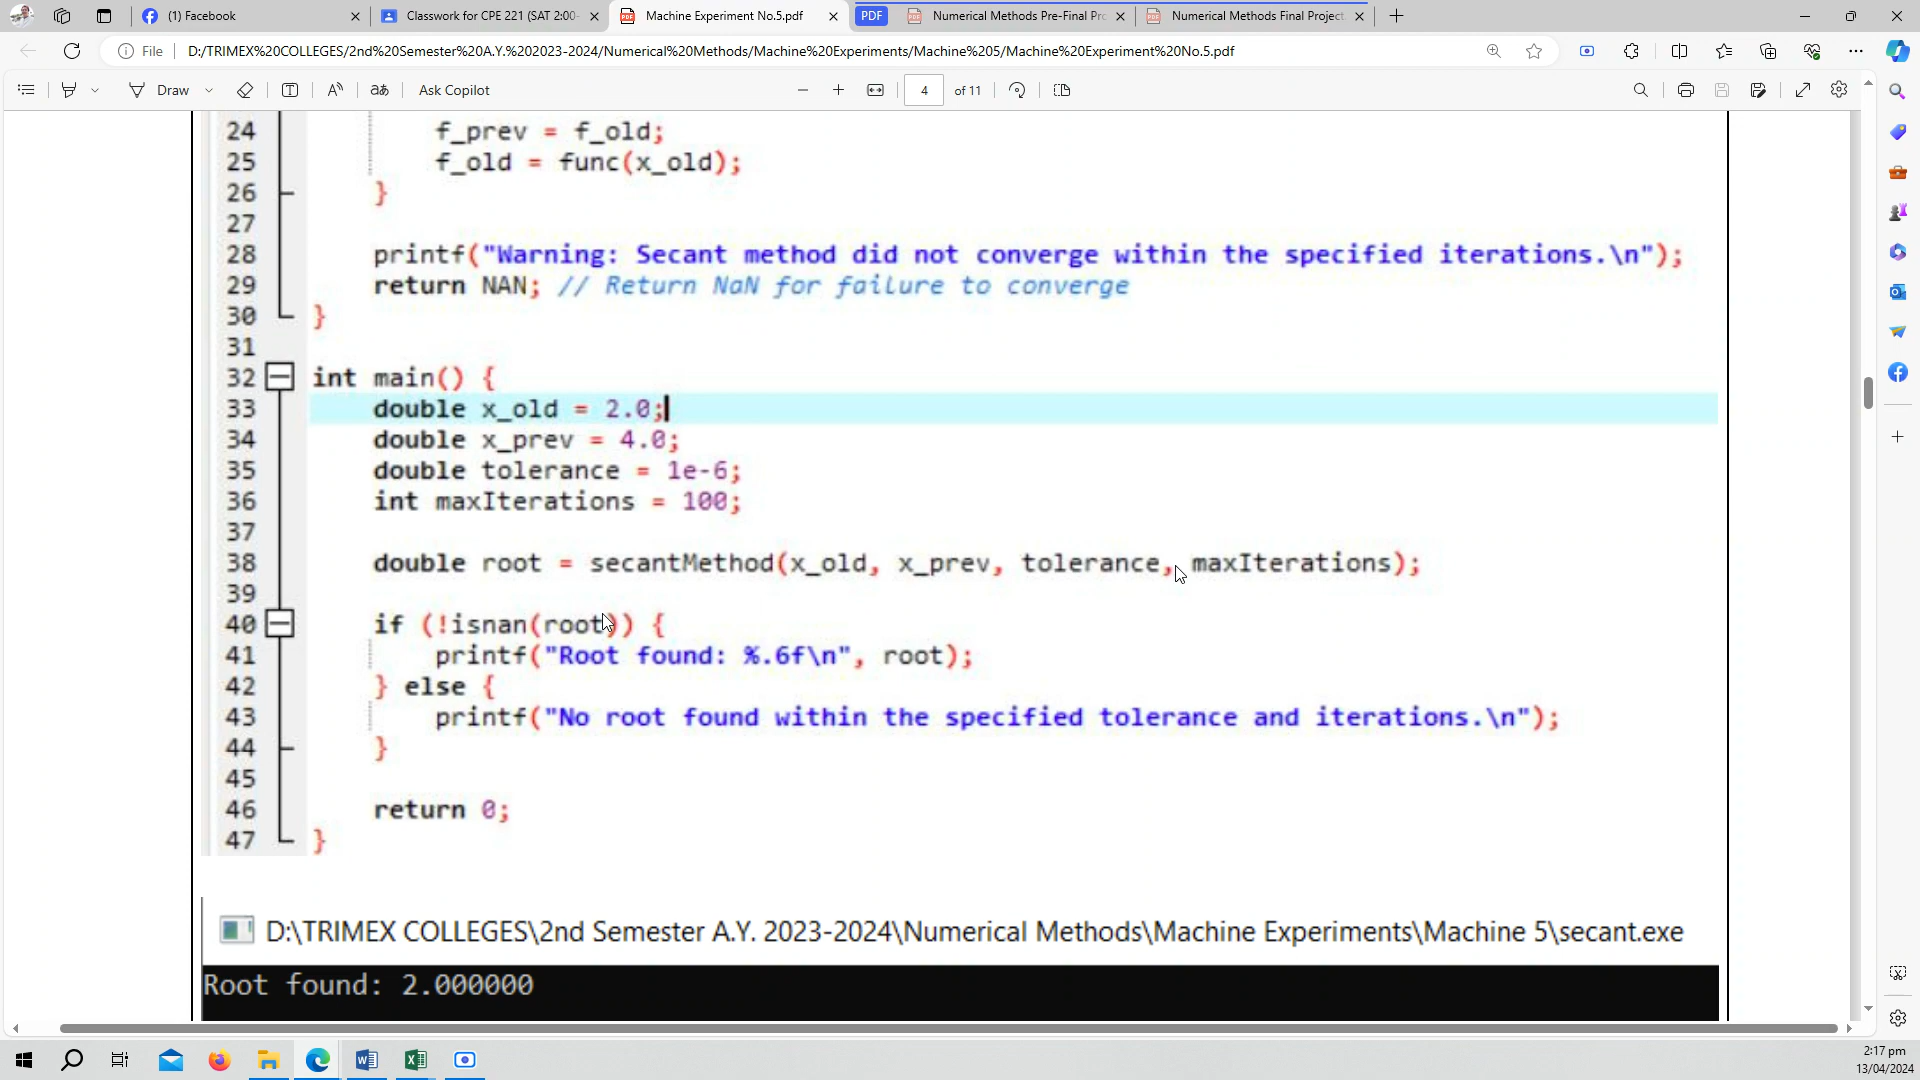 (1) Facebook
Classwork for CPE 221 (SAT 2:00-
Machine Experiment No.5.pdf
PDF
Numerical Methods Pre-Final Prc
Numerical Methods Final Project
File
D:/TRIMEX%20COLLEGES/2nd%20Semester%20A.Y.%202023-2024/Numerical%20Methods/Machine%20Experiments/Machine%205/Machine%20Experiment%20No.5.pdf
Draw
Ask Copilot
4 of 11
24 f_prev = f_old;
25 f_old = func(x_old);
26 }
27
28 printf("Warning: Secant method did not converge within the specified iterations.\n");
29 return NAN; // Return NaN for failure to converge
30 }
31
32 int main() {
33 double x_old = 2.0;
34 double x_prev = 4.0;
35 double tolerance = 1e-6;
36 int maxIterations = 100;
37
38 double root = secantMethod(x_old, x_prev, tolerance, maxIterations);
39
40 if (!isnan(root)) {
41 printf("Root found: %.6f\n", root);
42 } else {
43 printf("No root found within the specified tolerance and iterations.\n");
44 }
45
46 return 0;
47 }
D:\TRIMEX COLLEGES\2nd Semester A.Y. 2023-2024\Numerical Methods\Machine Experiments\Machine 5\secant.exe
Root found: 2.000000
2:17 pm
13/04/2024